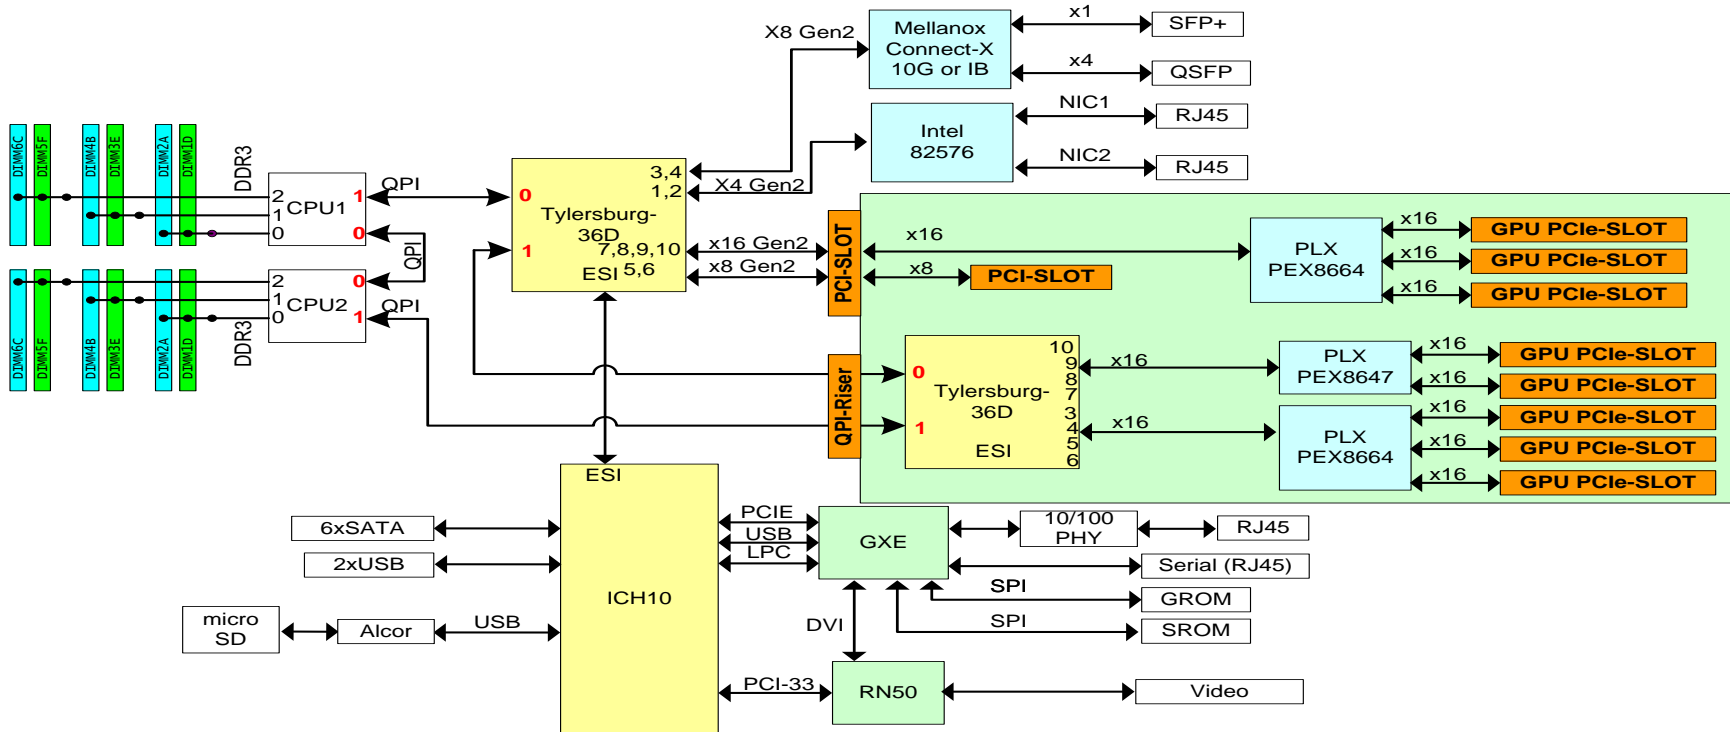 X8 Gen2
Mellanox
Connect-X
10G or IB
x1
SFP+
x4
QSFP
Intel
82576
NIC1
RJ45
NIC2
RJ45
DIMM6C
DIMM5F
DIMM4B
DIMM3E
DIMM2A
DIMM1D
DDR3
2
1
0
CPU1
1
0
QPI
QPI
DIMM6C
DIMM5F
DIMM4B
DIMM3E
DIMM2A
DIMM1D
DDR3
2
1
0
CPU2
0
1
QPI
0
1
3,4
1,2
Tylersburg-
36D
7,8,9,10
ESI 5,6
X4 Gen2
x16 Gen2
x8 Gen2
PCI-SLOT
x16
x8
PCI-SLOT
PLX
PEX8664
x16
GPU PCIe-SLOT
x16
GPU PCIe-SLOT
x16
GPU PCIe-SLOT
QPI-Riser
0
1
Tylersburg-
36D
ESI
10
9
8
7
3
4
5
6
x16
x16
PLX
PEX8647
x16
GPU PCIe-SLOT
x16
GPU PCIe-SLOT
PLX
PEX8664
x16
GPU PCIe-SLOT
x16
GPU PCIe-SLOT
x16
GPU PCIe-SLOT
ESI
ICH10
6xSATA
2xUSB
micro
SD
Alcor
USB
PCIE
USB
LPC
GXE
10/100
PHY
RJ45
Serial (RJ45)
SPI
GROM
SPI
SROM
DVI
PCI-33
RN50
Video